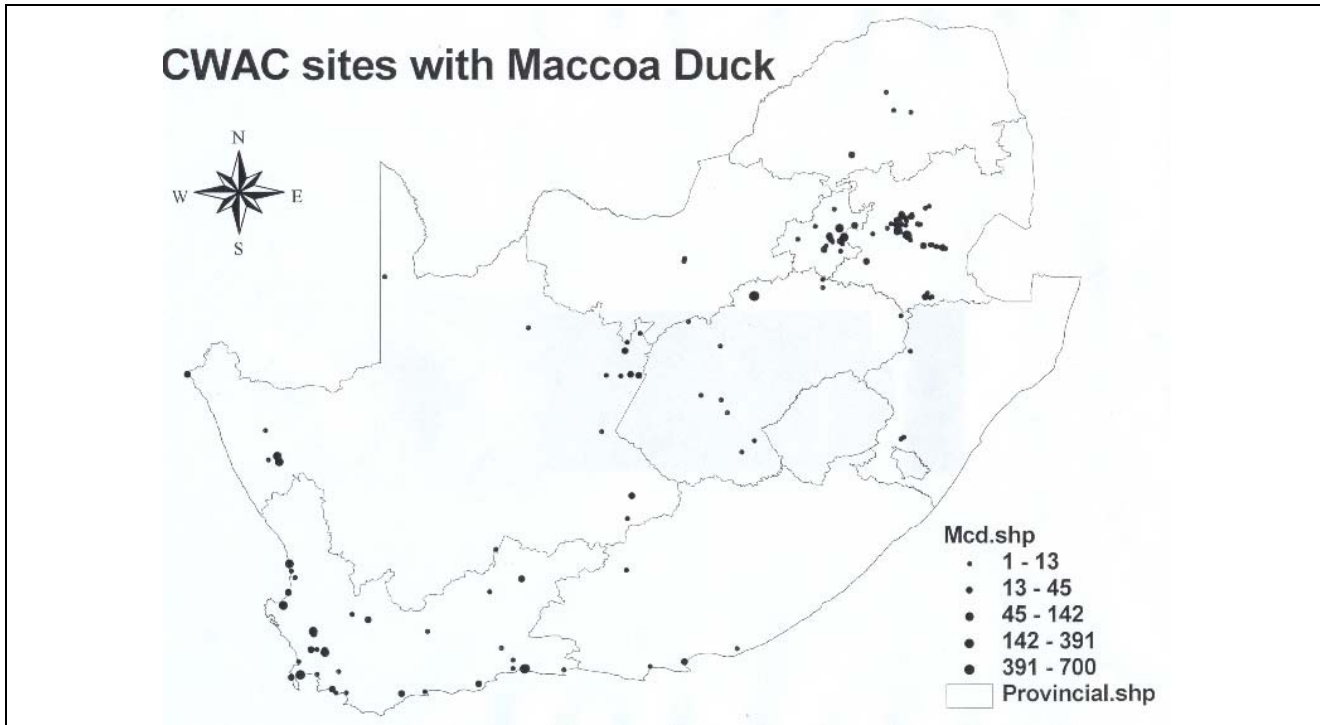 CWAC sites with Maccoa Duck
N
W
E
S
Mcd.shp
1 - 13
13 - 45
45 - 142
142 - 391
391 - 700
Provincial.shp